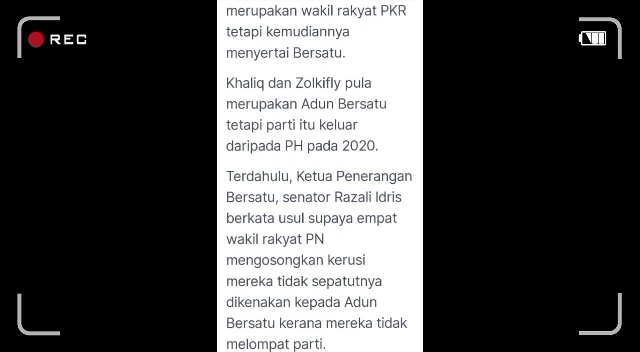 REC
merupakan wakil rakyat PKR
tetapi kemudiannya
menyertai Bersatu.
Khaliq dan Zolkifly pula
merupakan Adun Bersatu
tetapi parti itu keluar
daripada PH pada 2020.
Terdahulu, Ketua Penerangan
Bersatu, senator Razali Idris
berkata usul supaya empat
wakil rakyat PN
mengosongkan kerusi
mereka tidak sepatutnya
dikenakan kepada Adun
Bersatu kerana mereka tidak
melompat parti.